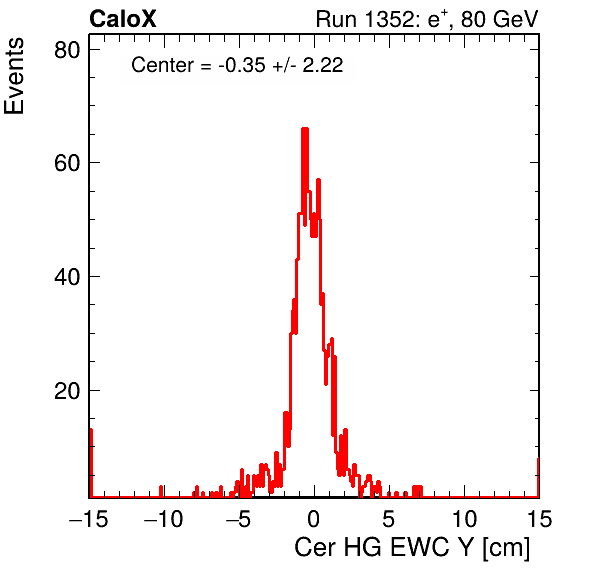 CaloX Run 1352: e+, 80 GeV
Center = -0.35 +/- 2.22
Events
80
60
40
20
−15 −10 −5 0 5 10 15
Cer HG EWC Y [cm]